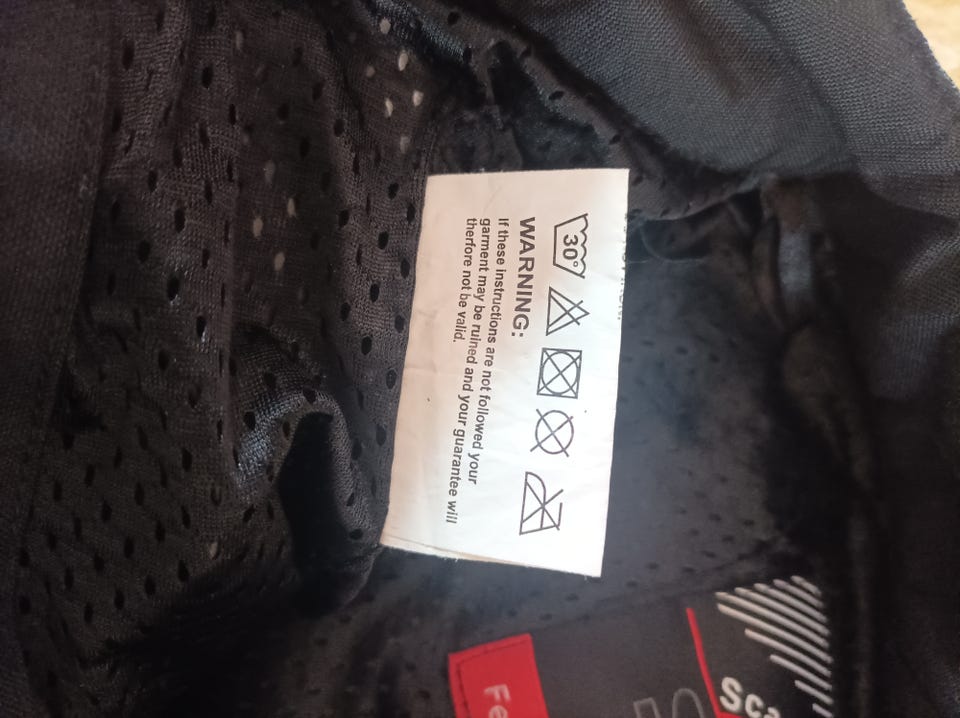 30°
WARNING:
If these instructions are not followed your
garment may be ruined and your guarantee will
therfore not be valid.